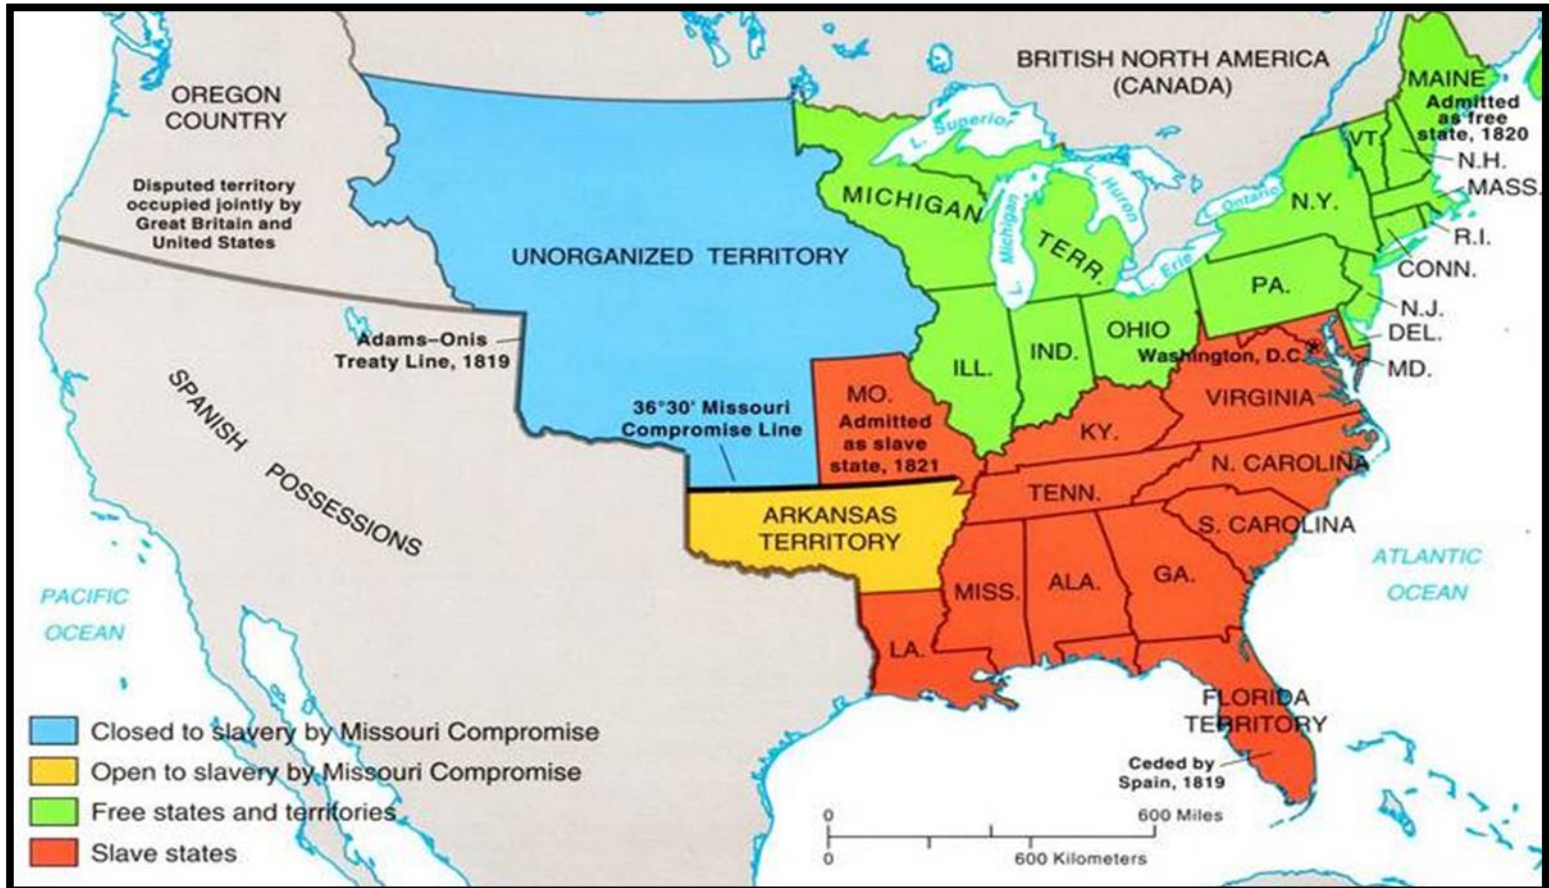 BRITISH NORTH AMERICA
(CANADA)
OREGON
COUNTRY
Disputed territory
occupied jointly by
Great Britain and
United States
MAINE
Admitted
as free
state, 1820
L. Superior
VT.
N.H.
MASS.
MICHIGAN
TERR.
L. Michigan
Huron
L. Ontario
Erie
N.Y.
R.I.
CONN.
UNORGANIZED TERRITORY
PA.
N.J.
DEL.
MD.
Adams–Onis
Treaty Line, 1819
OHIO
IND.
ILL.
Washington, D.C.
MO.
Admitted
as slave
state, 1821
36°30' Missouri
Compromise Line
VIRGINIA
KY.
SPANISH POSSESSIONS
N. CAROLINA
TENN.
S. CAROLINA
ARKANSAS
TERRITORY
ATLANTIC
OCEAN
MISS.
ALA.
GA.
PACIFIC
OCEAN
LA.
FLORIDA
TERRITORY
Ceded by
Spain, 1819
Closed to slavery by Missouri Compromise
Open to slavery by Missouri Compromise
Free states and territories
Slave states
0 600 Miles
0 600 Kilometers